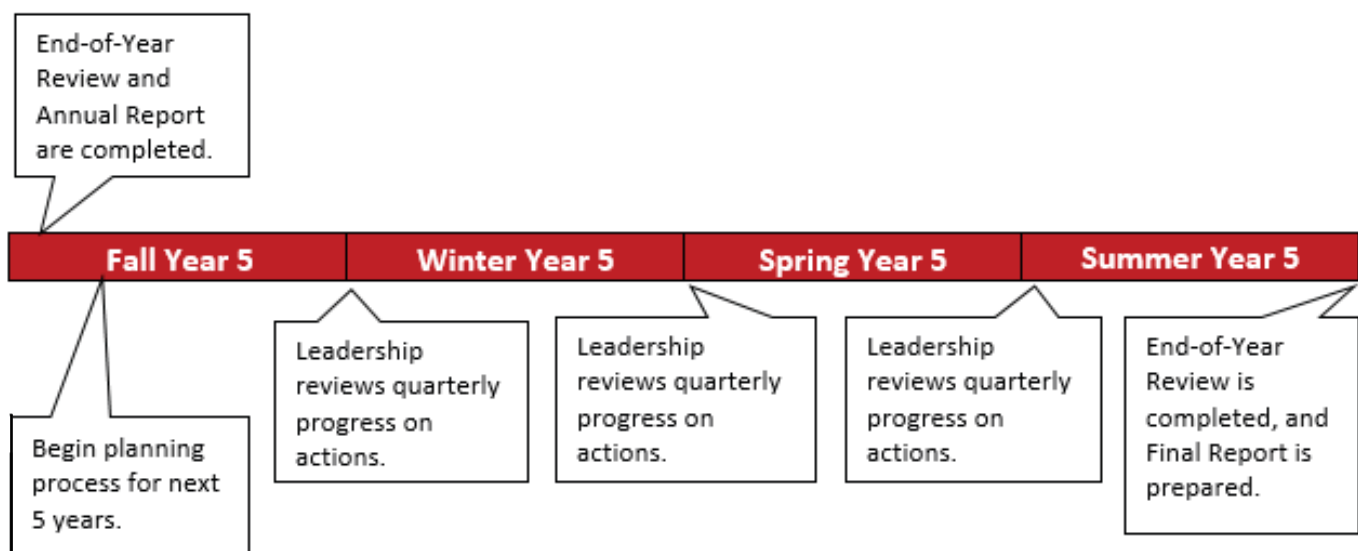 End-of-Year
Review and
Annual Report
are completed.
Fall Year 5
Winter Year 5
Spring Year 5
Summer Year 5
Begin planning
process for next
5 years.
Leadership
reviews quarterly
progress on
actions.
Leadership
reviews quarterly
progress on
actions.
Leadership
reviews quarterly
progress on
actions.
End-of-Year
Review is
completed, and
Final Report is
prepared.